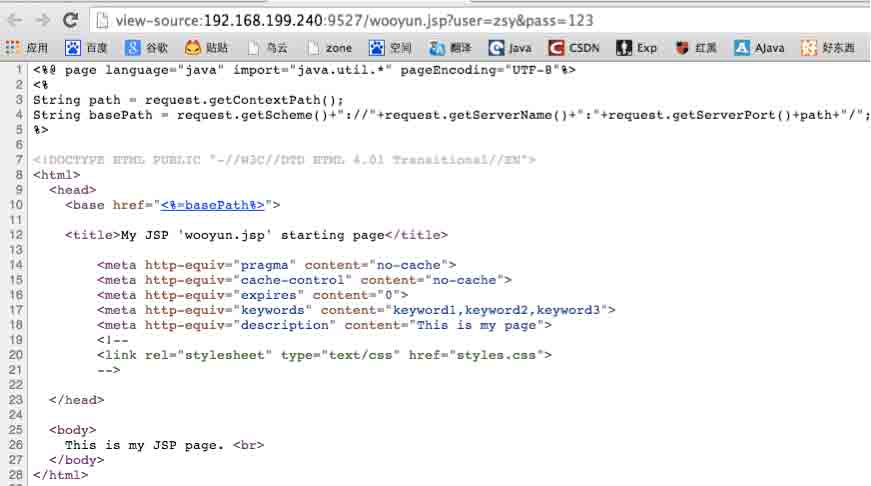 view-source:192.168.199.240:9527/wooyun.jsp?user=zsy&pass=123
应用 百度 谷歌 贴贴 乌云 zone 空间 翻译 Java CSDN Exp 红黑 AJava 好东西
1 <%@ page language="java" import="java.util.*" pageEncoding="UTF-8"%>
2 <%
3 String path = request.getContextPath();
4 String basePath = request.getScheme()+"://"+request.getServerName()+":"+request.getServerPort()+path+"/";
5 %>
6
7 <!DOCTYPE HTML PUBLIC "-//W3C//DTD HTML 4.01 Transitional//EN">
8 <html>
9 <head>
10 <base href="<%=basePath%>">
11
12 <title>My JSP 'wooyun.jsp' starting page</title>
13
14 <meta http-equiv="pragma" content="no-cache">
15 <meta http-equiv="cache-control" content="no-cache">
16 <meta http-equiv="expires" content="0">
17 <meta http-equiv="keywords" content="keyword1,keyword2,keyword3">
18 <meta http-equiv="description" content="This is my page">
19 <!--
20 <link rel="stylesheet" type="text/css" href="styles.css">
21 -->
22
23 </head>
24
25 <body>
26 This is my JSP page. <br>
27 </body>
28 </html>